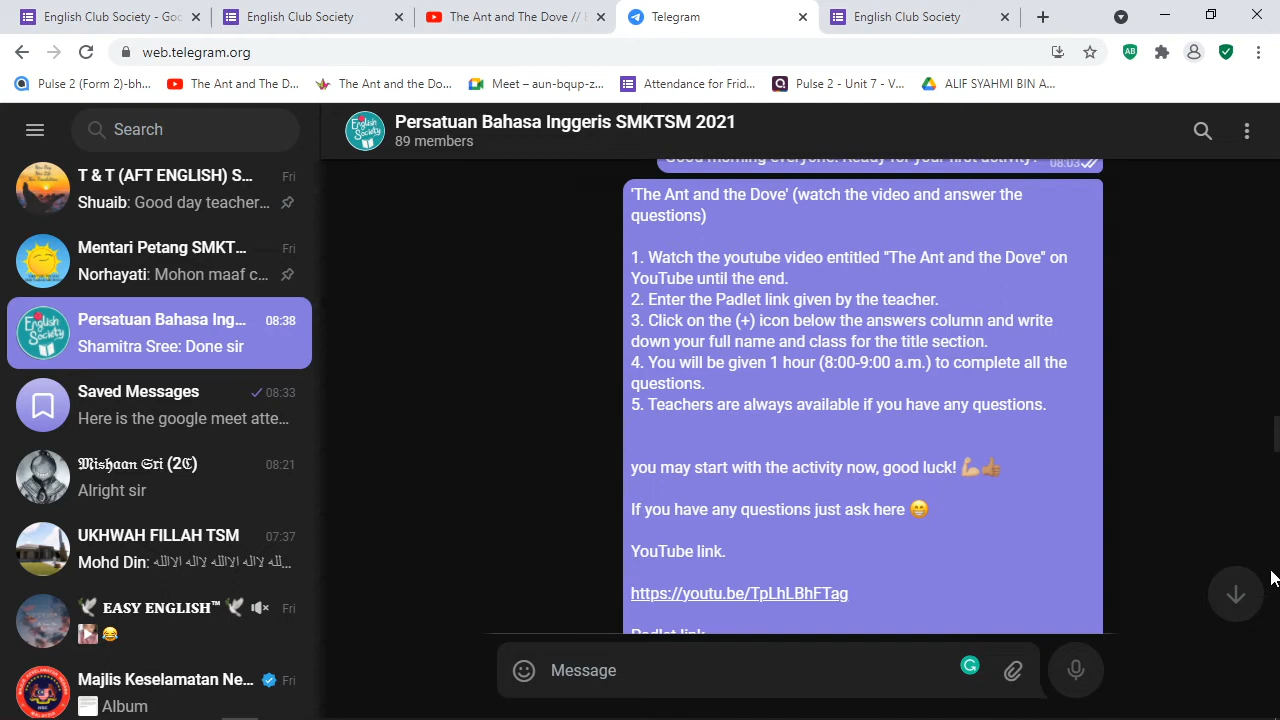 English Club Society - Goo
English Club Society
The Ant and The Dove // E
Telegram
English Club Society
web.telegram.org
Pulse 2 (Form 2)-bh...
The Ant and The D...
The Ant and the Do...
Meet – aun-bqup-z...
Attendance for Frid...
Pulse 2 - Unit 7 - V...
ALIF SYAHMI BIN A...
Search
T & T (AFT ENGLISH) S... Fri
Shuaib: Good day teacher...
Mentari Petang SMKT... Fri
Norhayati: Mohon maaf c...
Persatuan Bahasa Ing... 08:38
Shamitra Sree: Done sir
Saved Messages 08:33
Here is the google meet atte...
𝔐𝔦𝔰𝔥𝔞𝔞𝔫 𝔖𝔯𝔦 (2ℭ) 08:21
Alright sir
UKHWAH FILLAH TSM 07:37
Mohd Din:
🕊 EASY ENGLISH™ 🕊 Fri
😂
Majlis Keselamatan Ne... Fri
Album
Persatuan Bahasa Inggeris SMKTSM 2021
89 members
Good morning everyone! Ready for your first activity? 08:03
'The Ant and the Dove' (watch the video and answer the
questions)
1. Watch the youtube video entitled "The Ant and the Dove" on
YouTube until the end.
2. Enter the Padlet link given by the teacher.
3. Click on the (+) icon below the answers column and write
down your full name and class for the title section.
4. You will be given 1 hour (8:00-9:00 a.m.) to complete all the
questions.
5. Teachers are always available if you have any questions.
you may start with the activity now, good luck! 💪🏼👍🏽
If you have any questions just ask here 😁
YouTube link.
https://youtu.be/TpLhLBhFTag
Padlet link
Message